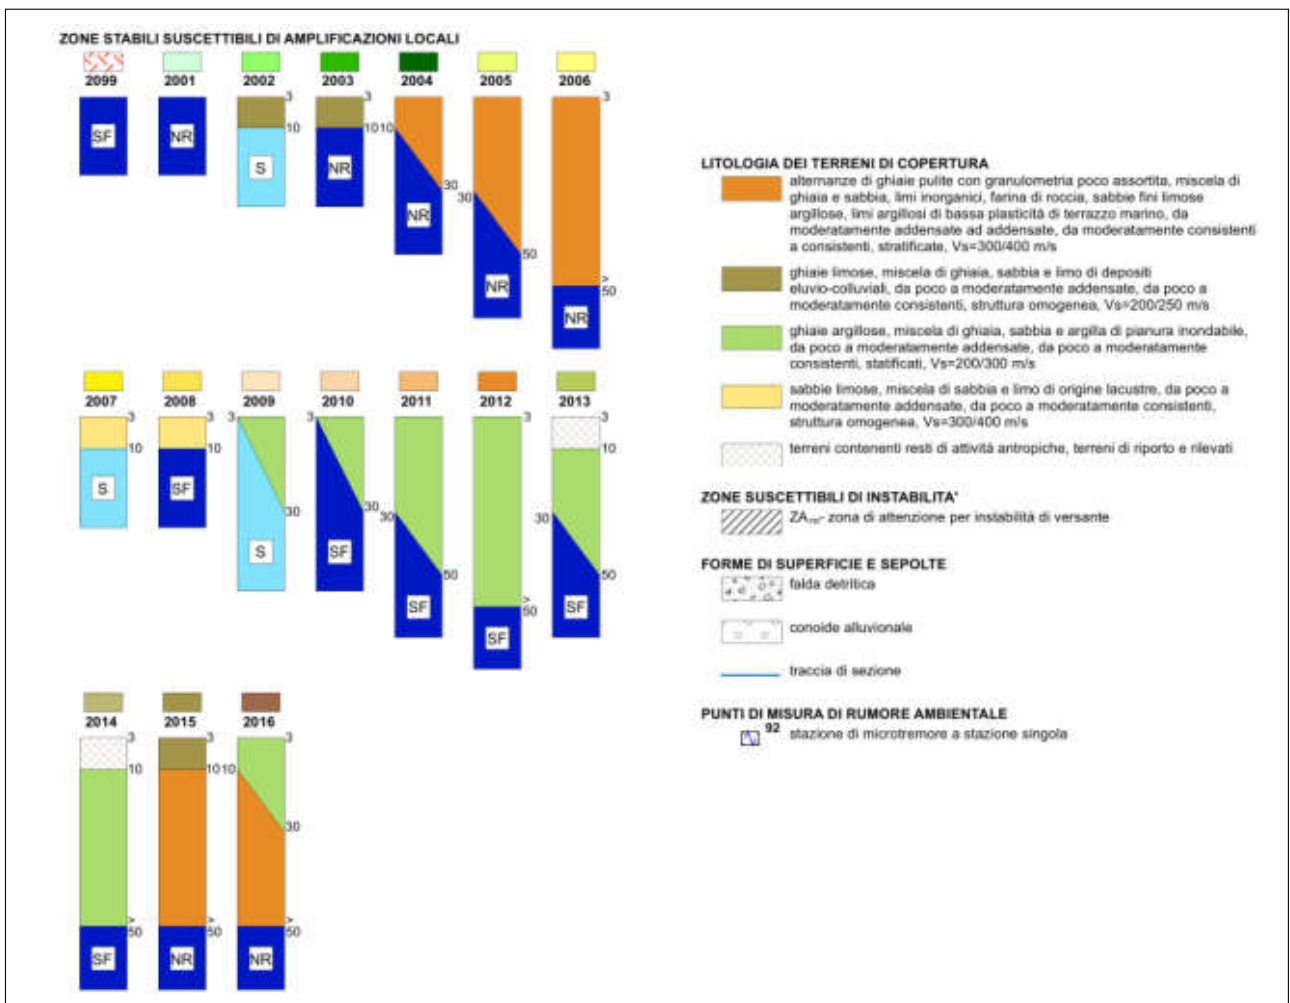 ZONE STABILI SUSCETTIBILI DI AMPLIFICAZIONI LOCALI
2099 2001 2002 2003 2004 2005 2006
3 3 3
SF NR 10 10 10
S NR 30 30
NR 50
NR > 50
NR
2007 2008 2009 2010 2011 2012 2013
3 3 3 3 3 3
10 10 10
S SF 30 30 30 30
S SF 50 50
SF > 50 SF
SF
2014 2015 2016
3 3 3
10 10 10
30
> 50 > 50 > 50
SF NR NR
LITOLOGIA DEI TERRENI DI COPERTURA
alternanze di ghiaie pulite con granulometria poco assortita, miscela di
ghiaia e sabbia, limi inorganici, farina di roccia, sabbie fini limose
argillose, limi argillosi di bassa plasticità di terrazzo marino, da
moderatamente addensate ad addensate, da moderatamente consistenti
a consistenti, stratificate, Vs=300/400 m/s
ghiaie limose, miscela di ghiaia, sabbia e limo di depositi
eluvio-colluviali, da poco a moderatamente addensate, da poco a
moderatamente consistenti, struttura omogenea, Vs=200/250 m/s
ghiaie argillose, miscela di ghiaia, sabbia e argilla di pianura inondabile,
da poco a moderatamente addensate, da poco a moderatamente
consistenti, statificati, Vs=200/300 m/s
sabbie limose, miscela di sabbia e limo di origine lacustre, da poco a
moderatamente addensate, da poco a moderatamente consistenti,
struttura omogenea, Vs=300/400 m/s
terreni contenenti resti di attività antropiche, terreni di riporto e rilevati
ZONE SUSCETTIBILI DI INSTABILITA'
zona di attenzione per instabilità di versante
FORME DI SUPERFICIE E SEPOLTE
falda detritica
conoide alluvionale
traccia di sezione
PUNTI DI MISURA DI RUMORE AMBIENTALE
92 stazione di microtremore a stazione singola